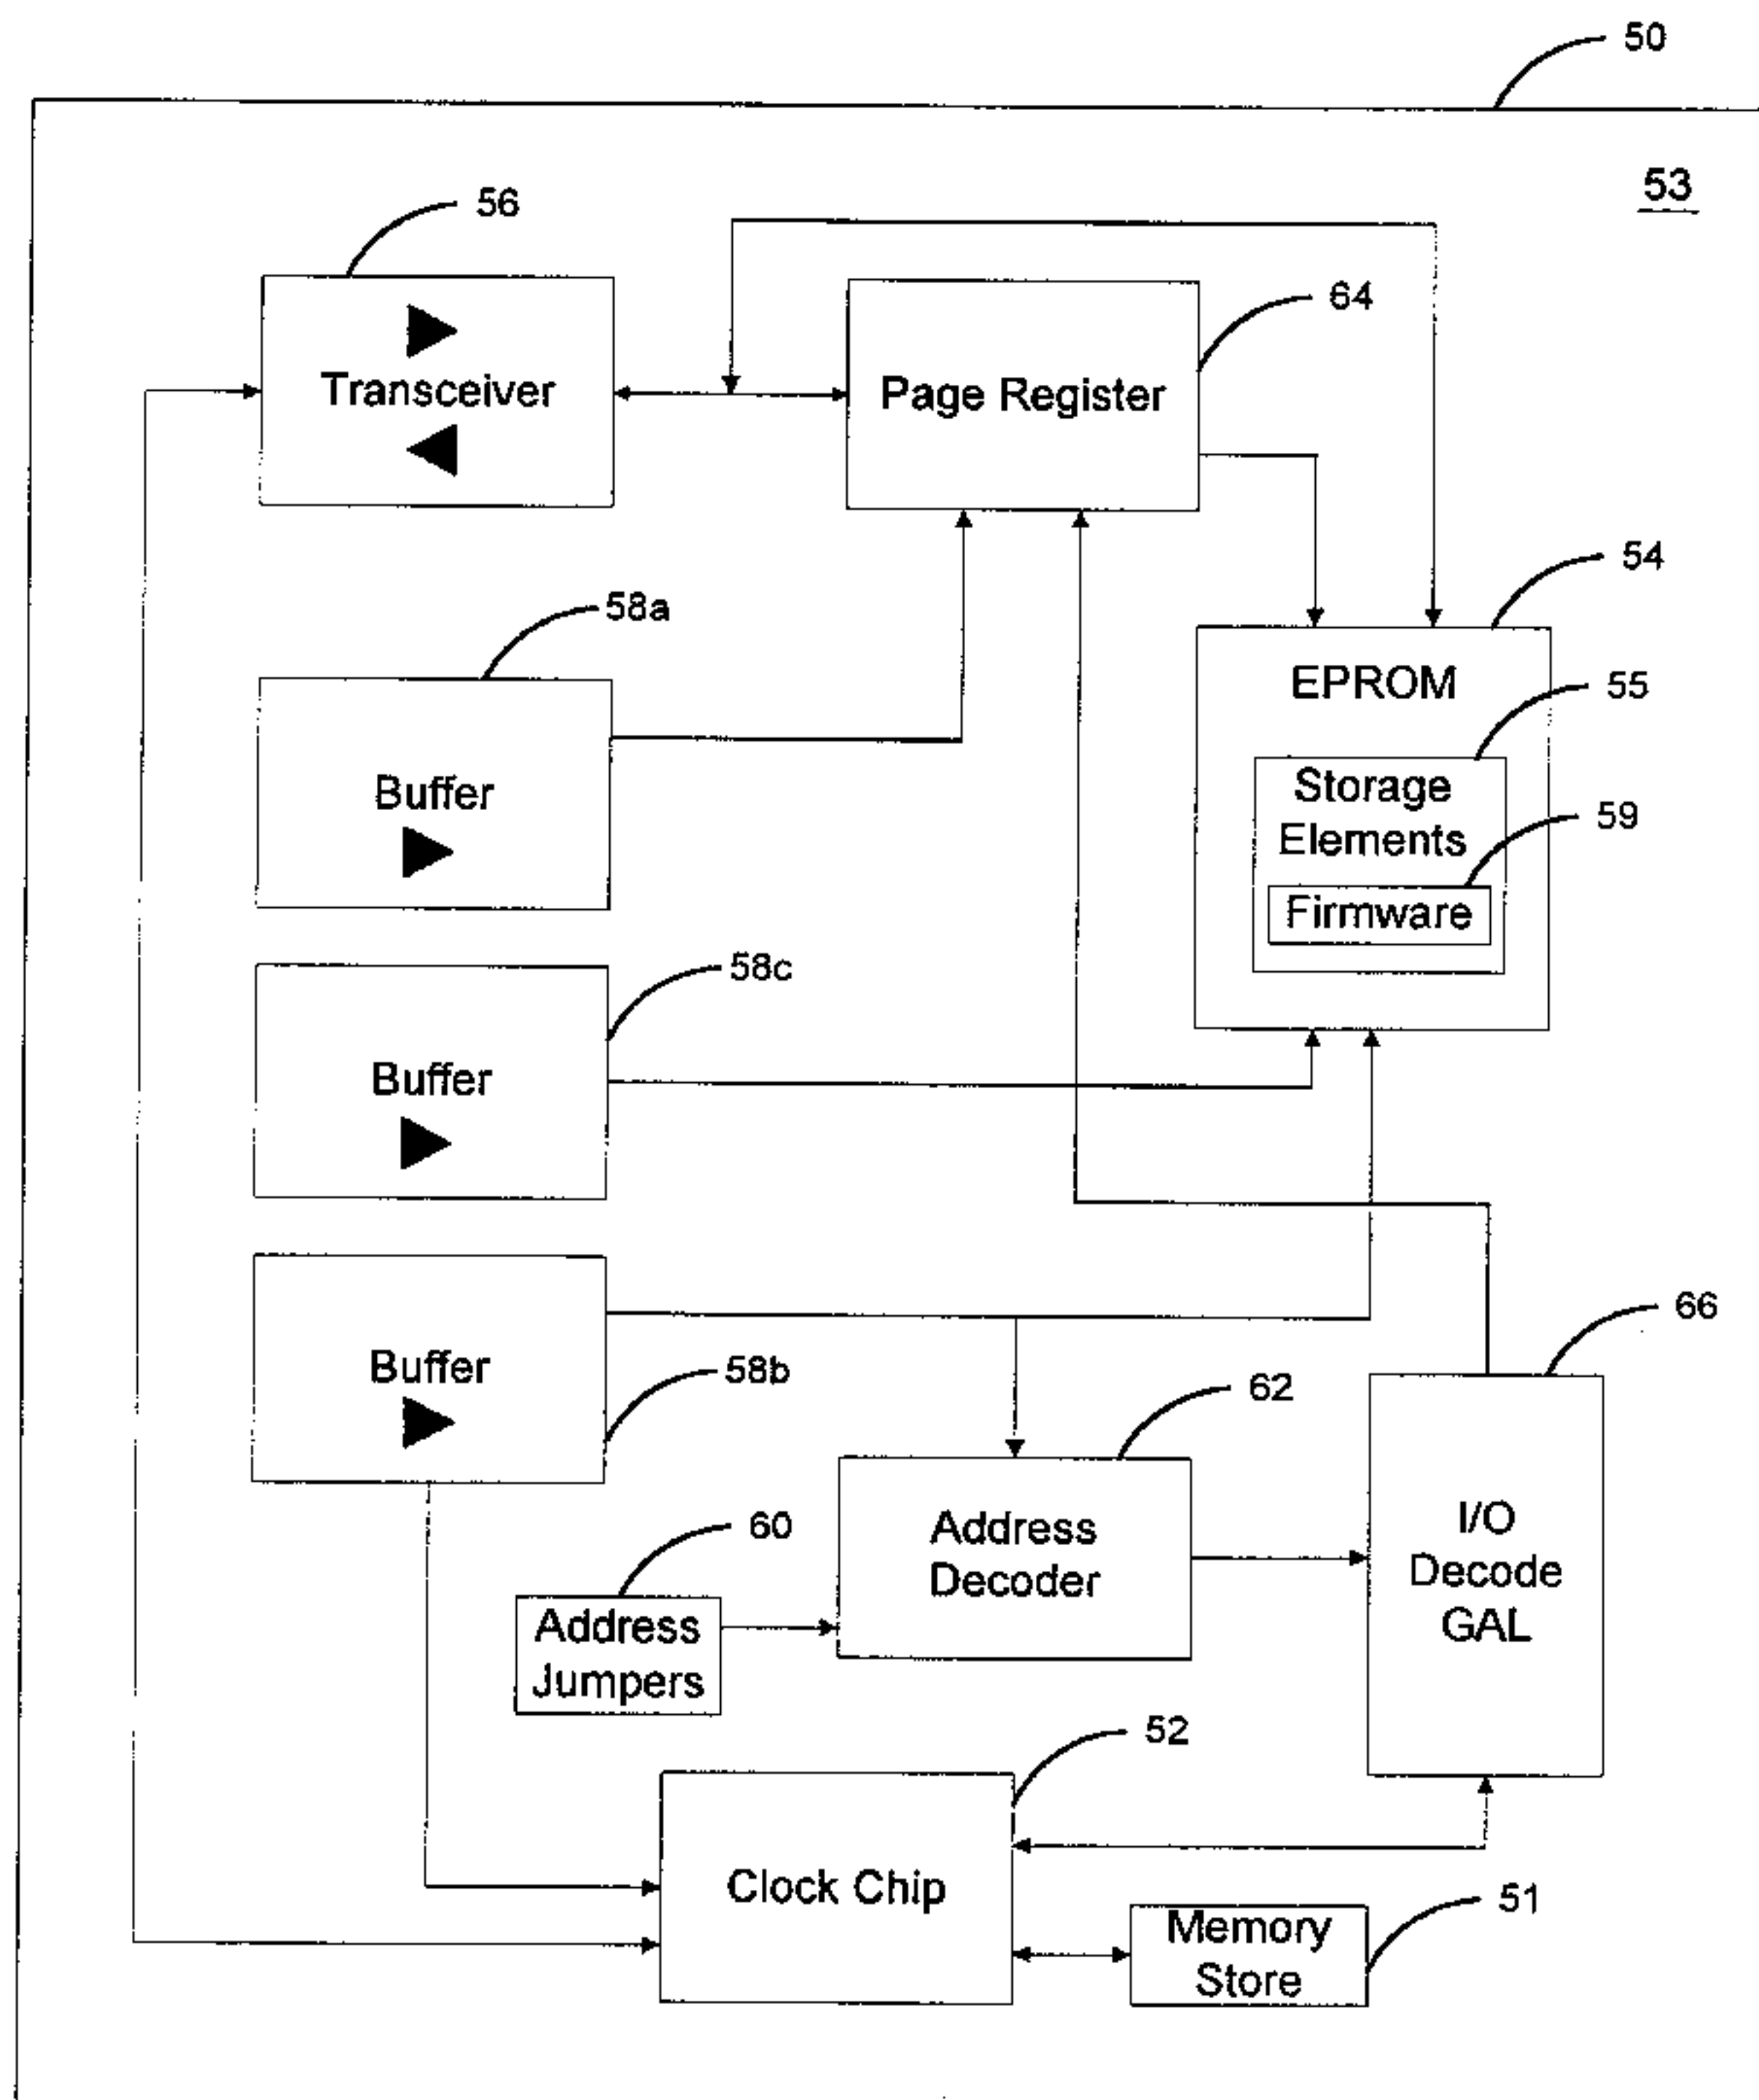 50
53
56
Transceiver
Page Register
64
54
58a
EPROM
55
Buffer
Storage
Elements
59
Firmware
58c
Buffer
66
Buffer
58b
62
I/O
Decode
GAL
60
Address
Decoder
Address
Jumpers
52
Clock Chip
51
Memory
Store